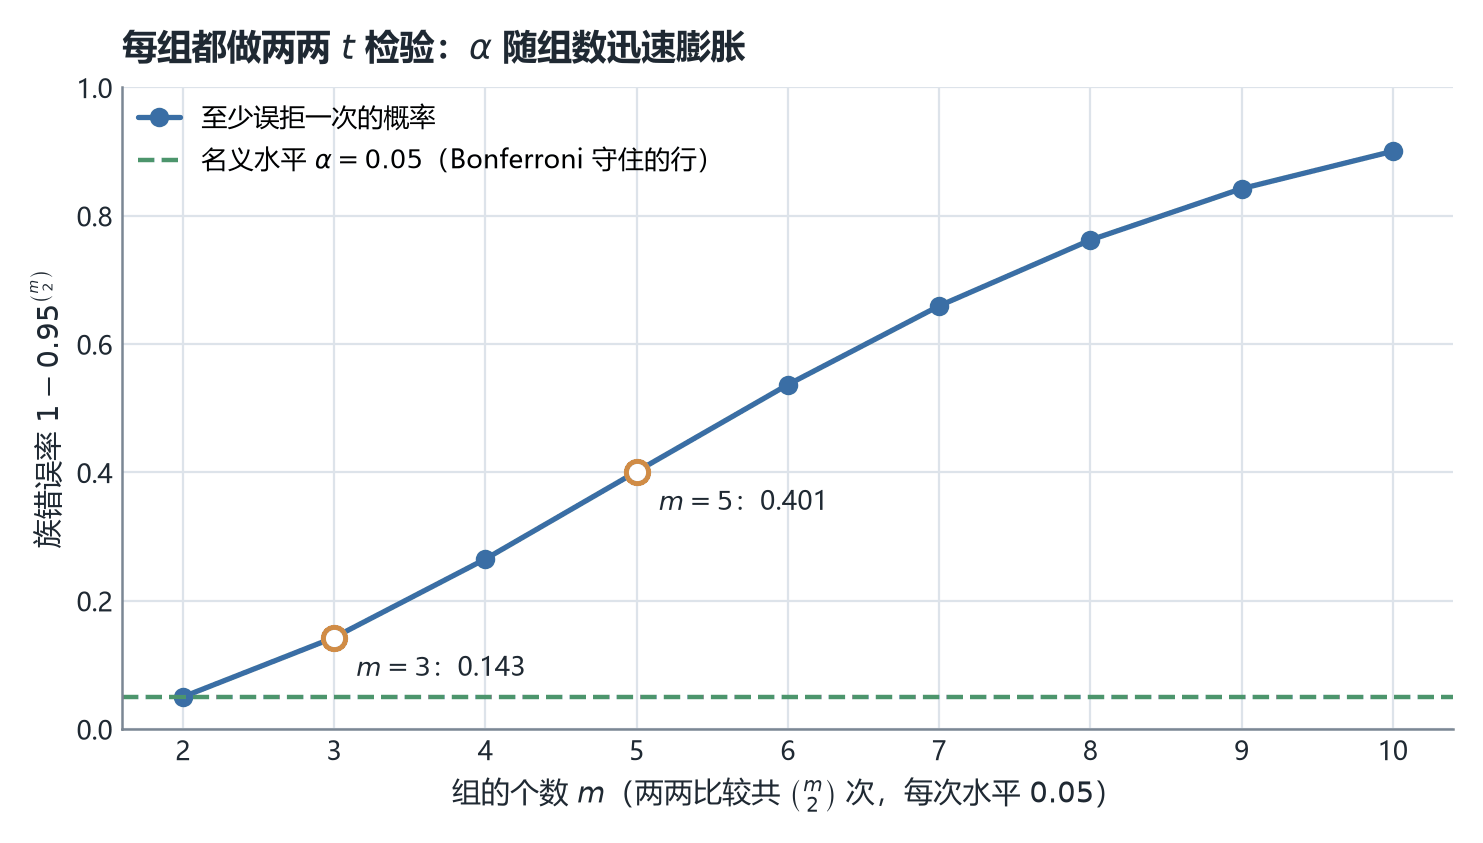 每组都做两两 t 检验：α 随组数迅速膨胀
至少误拒一次的概率
名义水平 α = 0.05（Bonferroni 守住的行）
族错误率 1 − 0.95^(m 2)
1.0
0.8
0.6
0.4
0.2
0.0
m = 5：0.401
m = 3：0.143
2 3 4 5 6 7 8 9 10
组的个数 m（两两比较共 (m 2) 次，每次水平 0.05）